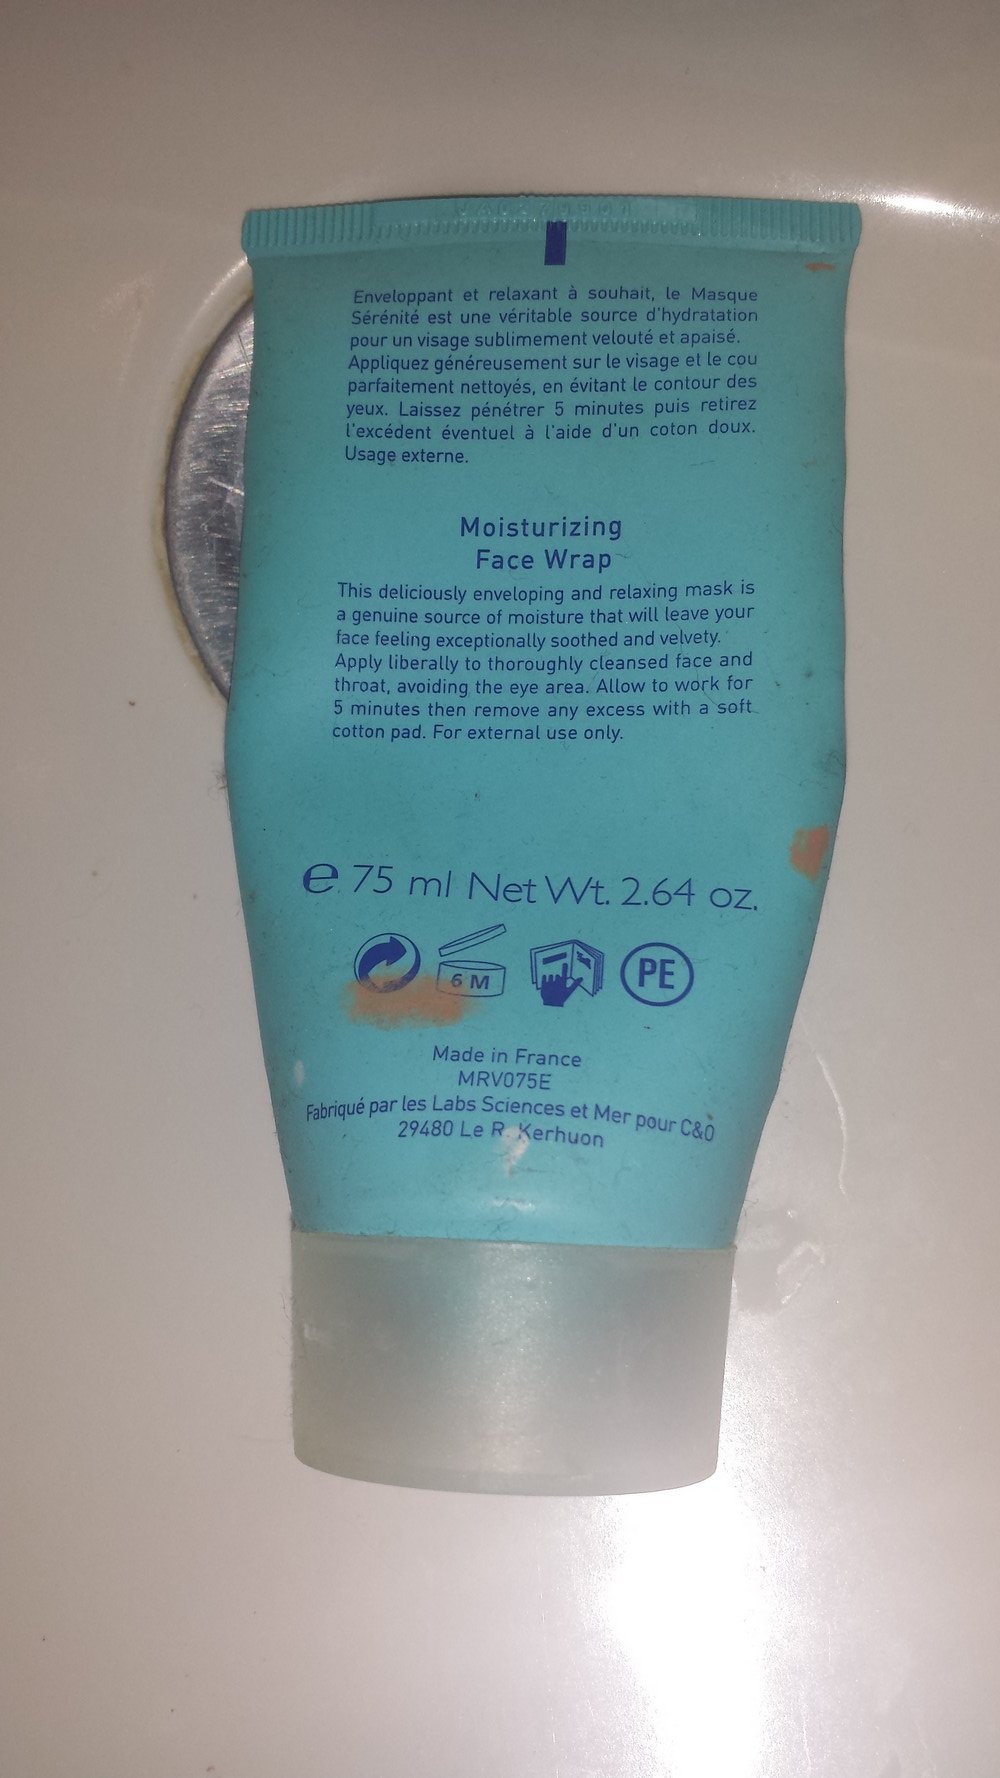 Enveloppant et relaxant à souhait, le Masque
Sérénité est une véritable source d'hydratation
pour un visage sublimement velouté et apaisé.
Appliquez généreusement sur le visage et le cou
parfaitement nettoyés, en évitant le contour des
yeux. Laissez pénétrer 5 minutes puis retirez
l'excédent éventuel à l'aide d'un coton doux.
Usage externe.
Moisturizing
Face Wrap
This deliciously enveloping and relaxing mask is
a genuine source of moisture that will leave your
face feeling exceptionally soothed and velvety.
Apply liberally to thoroughly cleansed face and
throat, avoiding the eye area. Allow to work for
5 minutes then remove any excess with a soft
cotton pad. For external use only.
℮ 75 ml Net Wt. 2.64 oz.
6 M PE
Made in France
MRV075E
Fabriqué par les Labs Sciences et Mer pour C&O
29480 Le R. Kerhuon